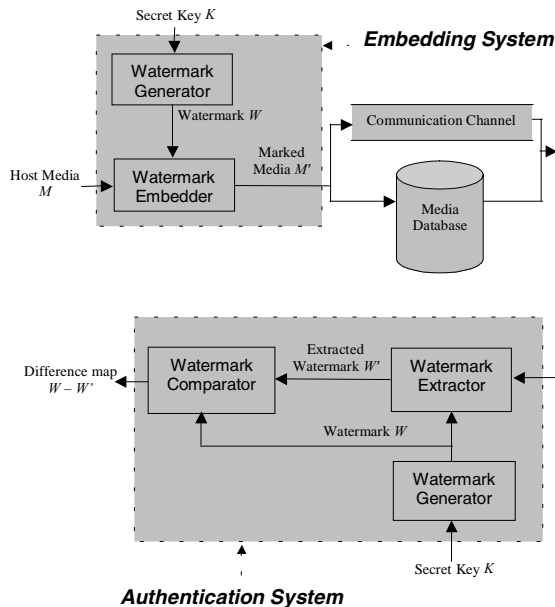 Secret Key K
Embedding System
Watermark
Generator
Watermark W
Communication Channel
Host Media
M
Watermark
Embedder
Marked
Media M'
Media
Database
Difference map
W – W'
Watermark
Comparator
Extracted
Watermark W'
Watermark
Extractor
Watermark W
Watermark
Generator
Secret Key K
Authentication System